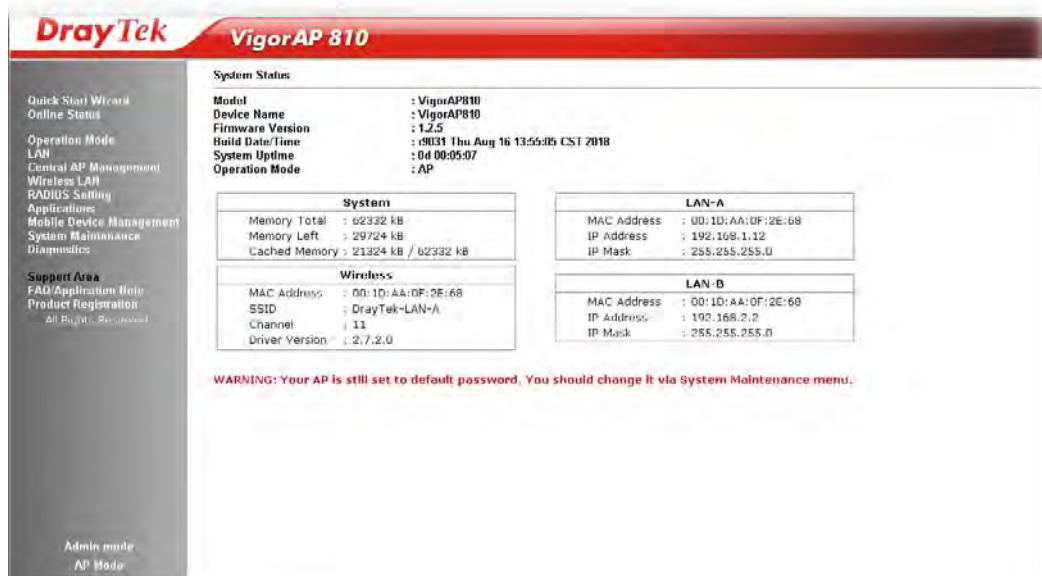 DrayTek
VigorAP 810
Quick Start Wizard
Online Status
Operation Mode
LAN
Central AP Management
Wireless LAN
RADIUS Setting
Applications
Mobile Device Management
System Maintenance
Diagnostics
Support Area
FAQ/Application Note
Product Registration
All Rights Reserved
Admin mode
AP Mode
System Status
Model : VigorAP810
Device Name : VigorAP810
Firmware Version : 1.2.5
Build Date/Time : r9031 Thu Aug 16 13:55:05 CST 2018
System Uptime : 0d 00:05:07
Operation Mode : AP
System
Memory Total : 62332 kB
Memory Left : 29724 kB
Cached Memory : 21324 kB / 62332 kB
Wireless
MAC Address : 00:1D:AA:0F:2E:68
SSID : DrayTek-LAN-A
Channel : 11
Driver Version : 2.7.2.0
LAN-A
MAC Address : 00:1D:AA:0F:2E:68
IP Address : 192.168.1.12
IP Mask : 255.255.255.0
LAN-B
MAC Address : 00:1D:AA:0F:2E:68
IP Address : 192.168.2.2
IP Mask : 255.255.255.0
WARNING: Your AP is still set to default password. You should change it via System Maintenance menu.